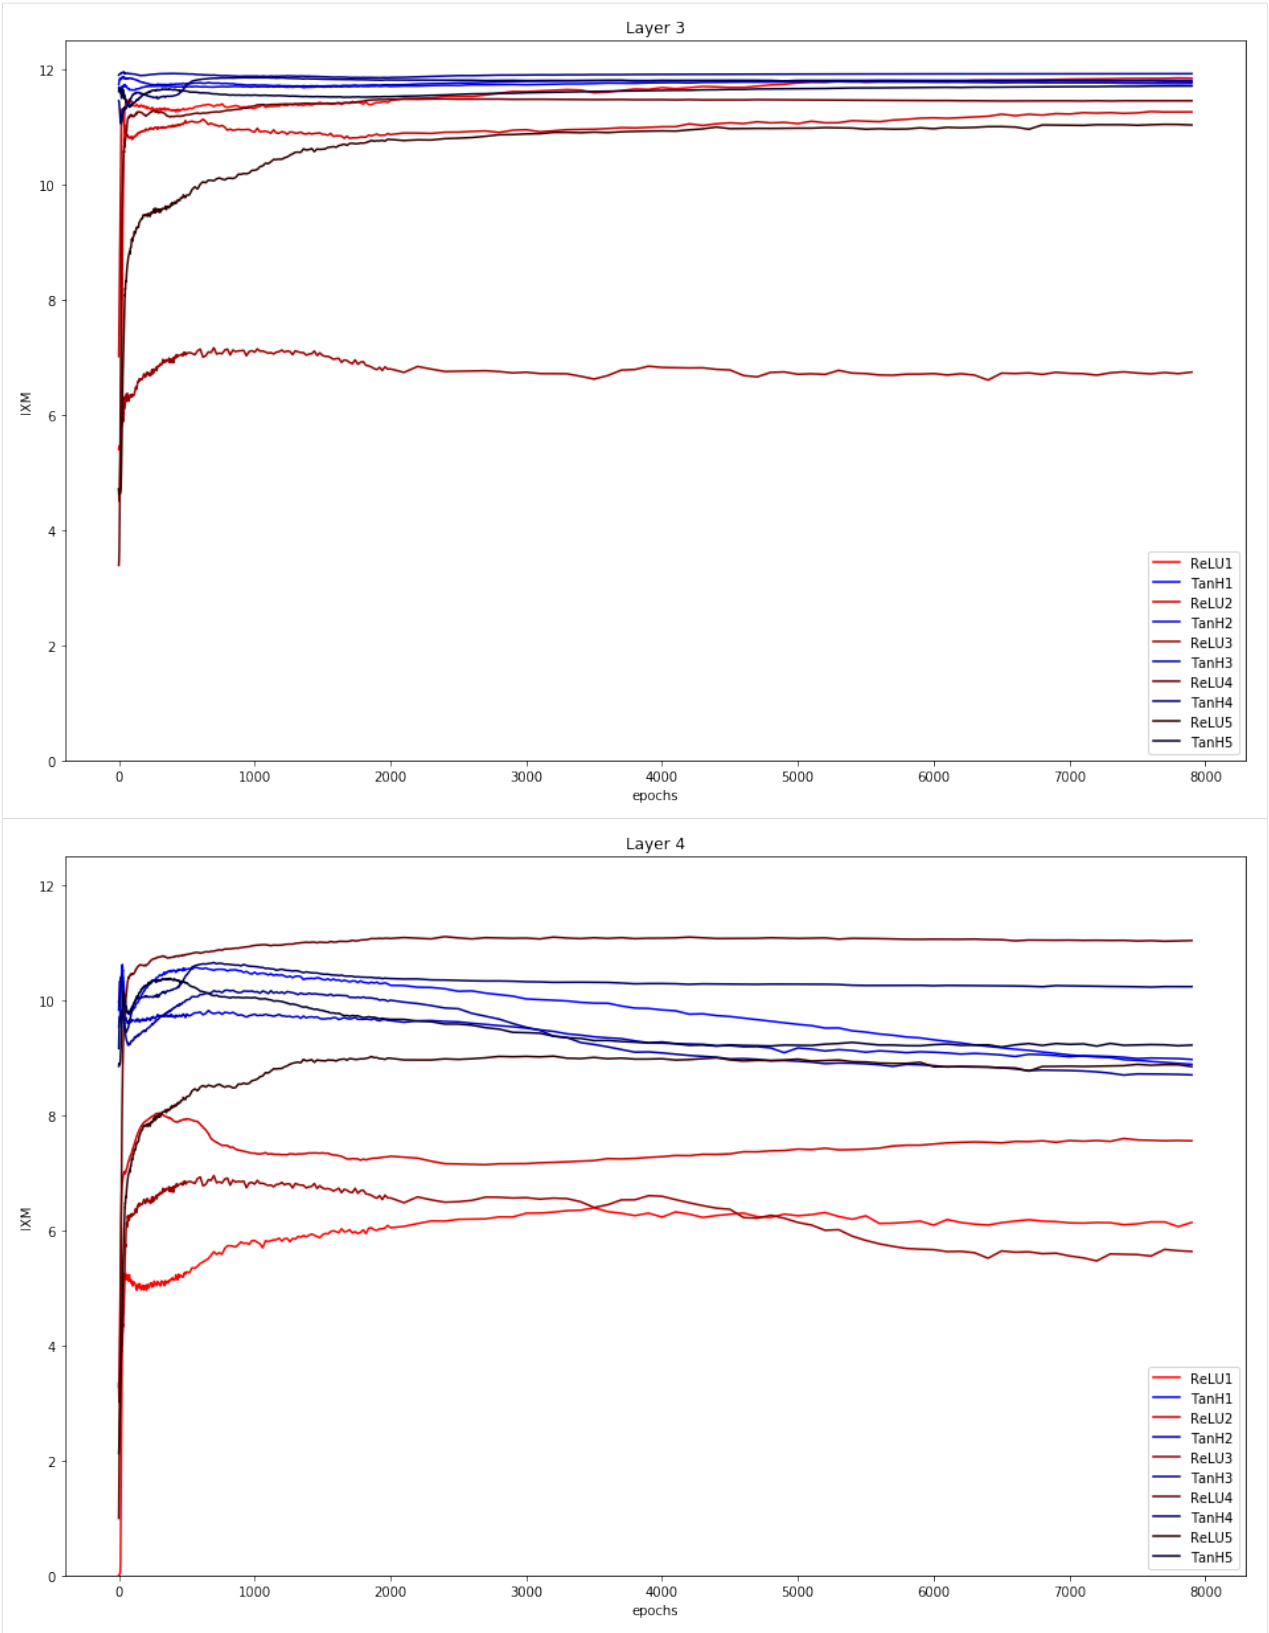 Layer 3
12
10
8
6
4
2
0
IXM
ReLU1
TanH1
ReLU2
TanH2
ReLU3
TanH3
ReLU4
TanH4
ReLU5
TanH5
0 1000 2000 3000 4000 5000 6000 7000 8000
epochs
Layer 4
12
10
8
6
4
2
0
IXM
ReLU1
TanH1
ReLU2
TanH2
ReLU3
TanH3
ReLU4
TanH4
ReLU5
TanH5
0 1000 2000 3000 4000 5000 6000 7000 8000
epochs